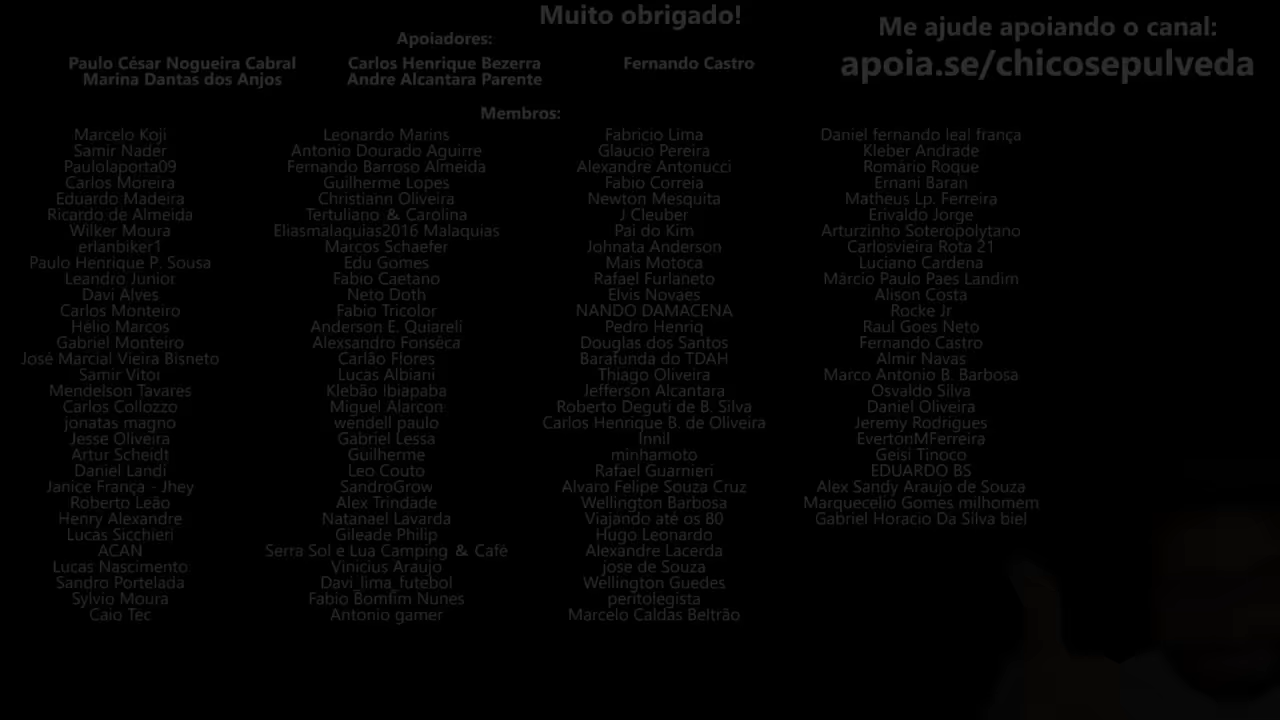 Muito obrigado!
Me ajude apoiando o canal:
apoia.se/chicosepulveda
Apoiadores:
Paulo César Nogueira Cabral
Marina Dantas dos Anjos
Carlos Henrique Bezerra
Andre Alcantara Parente
Fernando Castro
Membros:
Marcelo Koji
Samir Nader
Paulolaporta09
Carlos Moreira
Eduardo Madeira
Ricardo de Almeida
Wilker Moura
erlanbiker1
Paulo Henrique P. Sousa
Leandro Junior
Davi Alves
Carlos Monteiro
Hélio Marcos
Gabriel Monteiro
José Marcial Vieira Bisneto
Samir Vitor
Mendelson Tavares
Carlos Collozzo
jonatas magno
Jesse Oliveira
Artur Scheidt
Daniel Landi
Janice França - Jhey
Roberto Leão
Henry Alexandre
Lucas Sicchieri
ACAN
Lucas Nascimento
Sandro Portelada
Sylvio Moura
Caio Tec
Leonardo Marins
Antonio Dourado Aguirre
Fernando Barroso Almeida
Guilherme Lopes
Christiann Oliveira
Tertuliano & Carolina
Eliasmalaquias2016 Malaquias
Marcos Schaefer
Edu Gomes
Fabio Caetano
Neto Doth
Fabio Tricolor
Anderson E. Quiareli
Alexsandro Fonséca
Carlão Flores
Lucas Albiani
Klebão Ibiapaba
Miguel Alarcon
wendell paulo
Gabriel Lessa
Guilherme
Leo Couto
SandroGrow
Alex Trindade
Natanael Lavarda
Gileade Philip
Serra Sol e Lua Camping & Café
Vinicius Araujo
Davi_lima_futebol
Fabio Bomfim Nunes
Antonio gamer
Fabricio Lima
Glaucio Pereira
Alexandre Antonucci
Fabio Correia
Newton Mesquita
J Cleuber
Pai do Kim
Johnata Anderson
Mais Motoca
Rafael Furlaneto
Elvis Novaes
NANDO DAMACENA
Pedro Henriq
Douglas dos Santos
Barafunda do TDAH
Thiago Oliveira
Jefferson Alcantara
Roberto Deguti de B. Silva
Carlos Henrique B. de Oliveira
Innil
minhamoto
Rafael Guarnieri
Alvaro Felipe Souza Cruz
Wellington Barbosa
Viajando até os 80
Hugo Leonardo
Alexandre Lacerda
jose de Souza
Wellington Guedes
peritolegista
Marcelo Caldas Beltrão
Daniel fernando leal frança
Kleber Andrade
Romário Roque
Ernani Baran
Matheus Lp. Ferreira
Erivaldo Jorge
Arturzinho Soteropolytano
Carlosvieira Rota 21
Luciano Cardena
Márcio Paulo Paes Landim
Alison Costa
Rocke Jr
Raul Goes Neto
Fernando Castro
Almir Navas
Marco Antonio B. Barbosa
Osvaldo Silva
Daniel Oliveira
Jeremy Rodrigues
EvertonMFerreira
Geisi Tinoco
EDUARDO BS
Alex Sandy Araujo de Souza
Marquecelio Gomes milhomem
Gabriel Horacio Da Silva biel